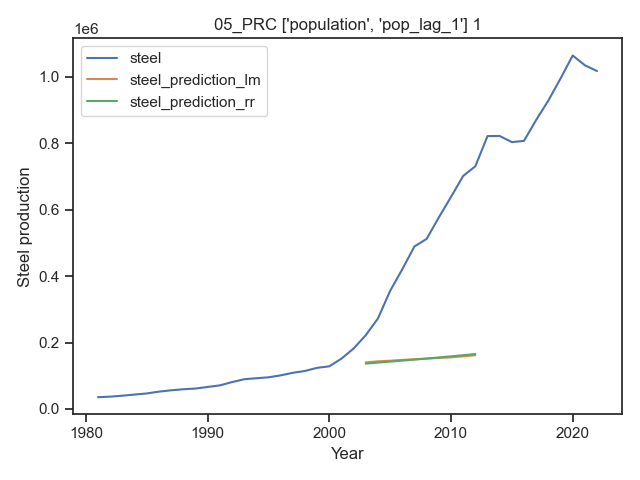 05_PRC ['population', 'pop_lag_1'] 1
1e6
steel
steel_prediction_lm
steel_prediction_rr
1.0
0.8
0.6
0.4
0.2
0.0
Steel production
1980 1990 2000 2010 2020
Year